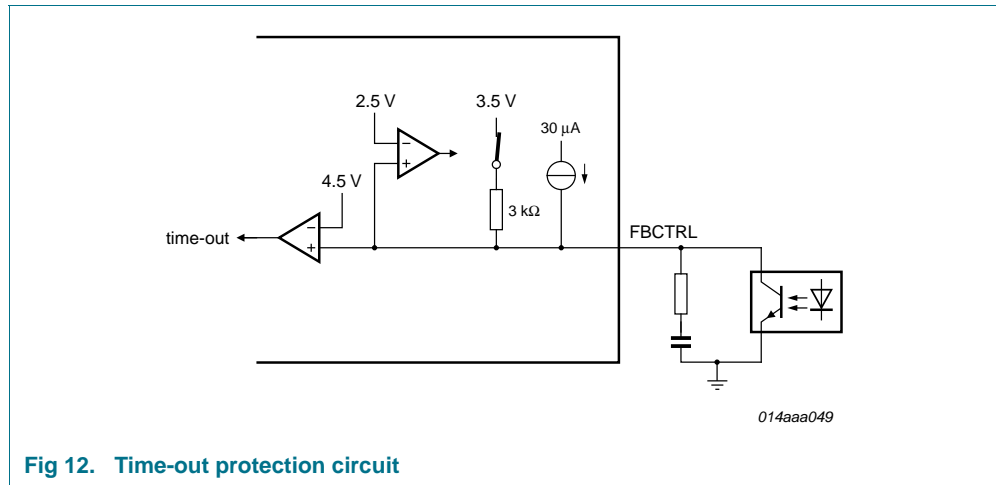 2.5 V
3.5 V
30 μA
−
+
4.5 V
3 kΩ
−
+
time-out
FBCTRL
014aaa049
Fig 12. Time-out protection circuit